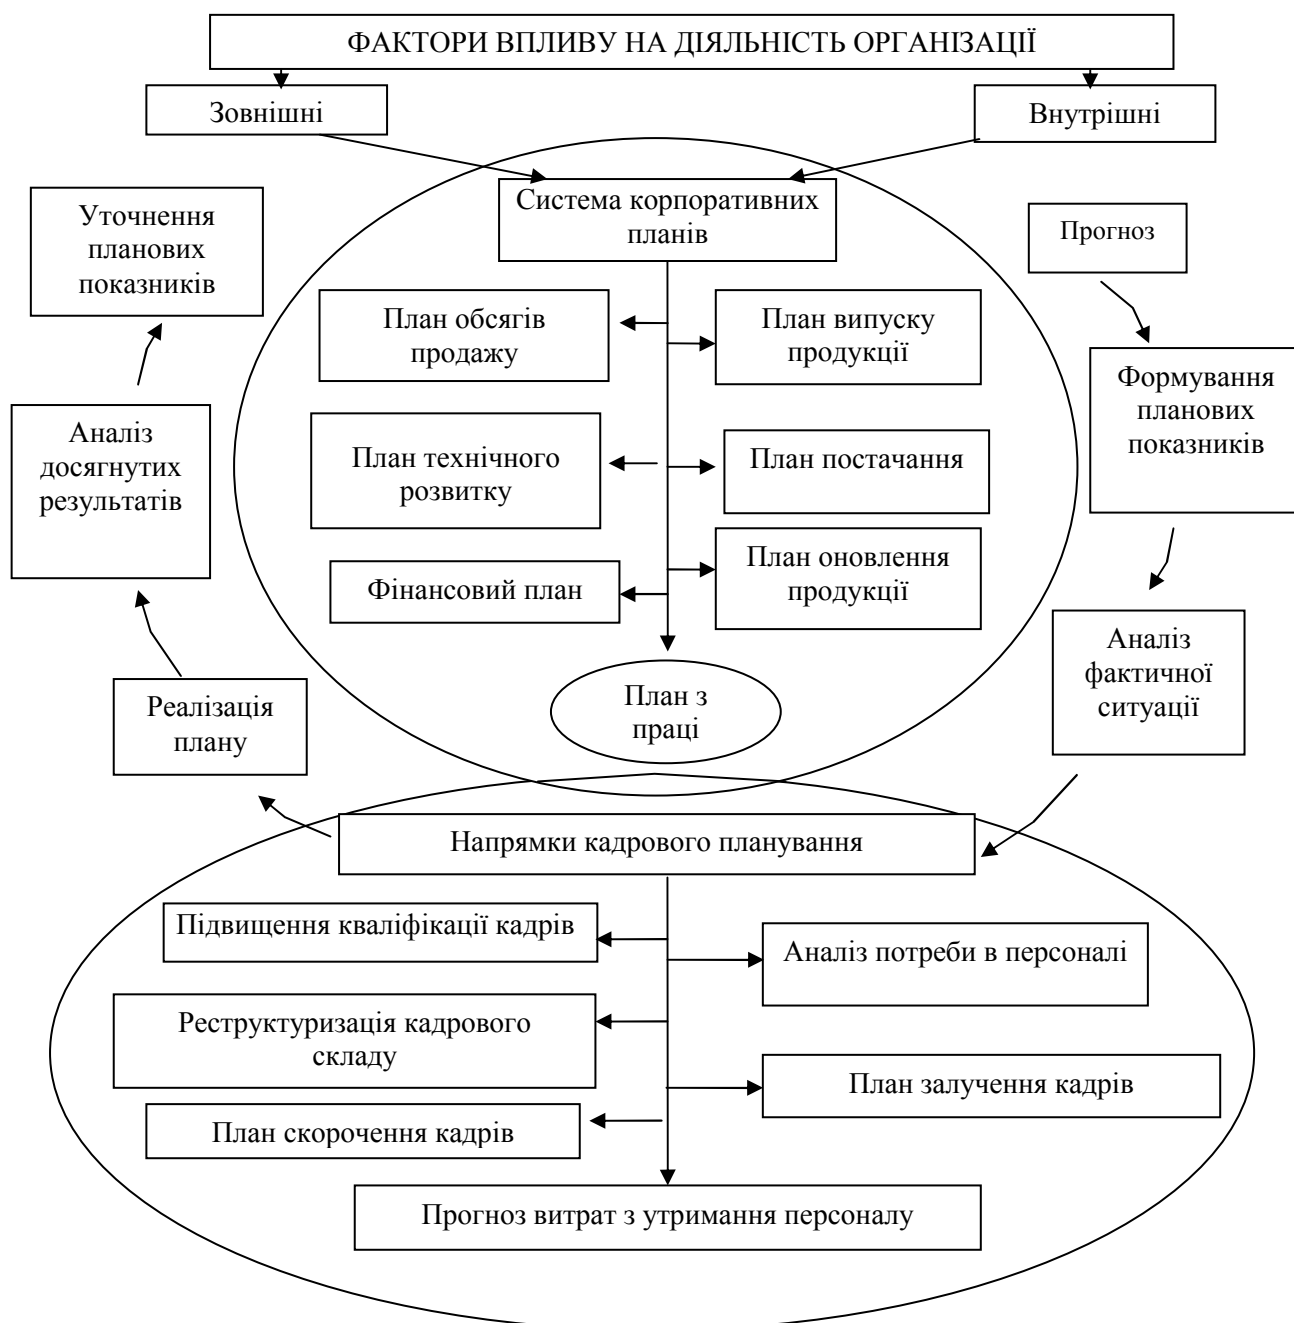 ФАКТОРИ ВПЛИВУ НА ДІЯЛЬНІСТЬ ОРГАНІЗАЦІЇ
Зовнішні
Внутрішні
Система корпоративних
планів
Уточнення
планових
показників
Прогноз
План обсягів
продажу
План випуску
продукції
Формування
планових
показників
Аналіз
досягнутих
результатів
План технічного
розвитку
План постачання
Фінансовий план
План оновлення
продукції
Аналіз
фактичної
ситуації
План з
праці
Реалізація
плану
Напрямки кадрового планування
Підвищення кваліфікації кадрів
Аналіз потреби в персоналі
Реструктуризація кадрового
складу
План залучення кадрів
План скорочення кадрів
Прогноз витрат з утримання персоналу